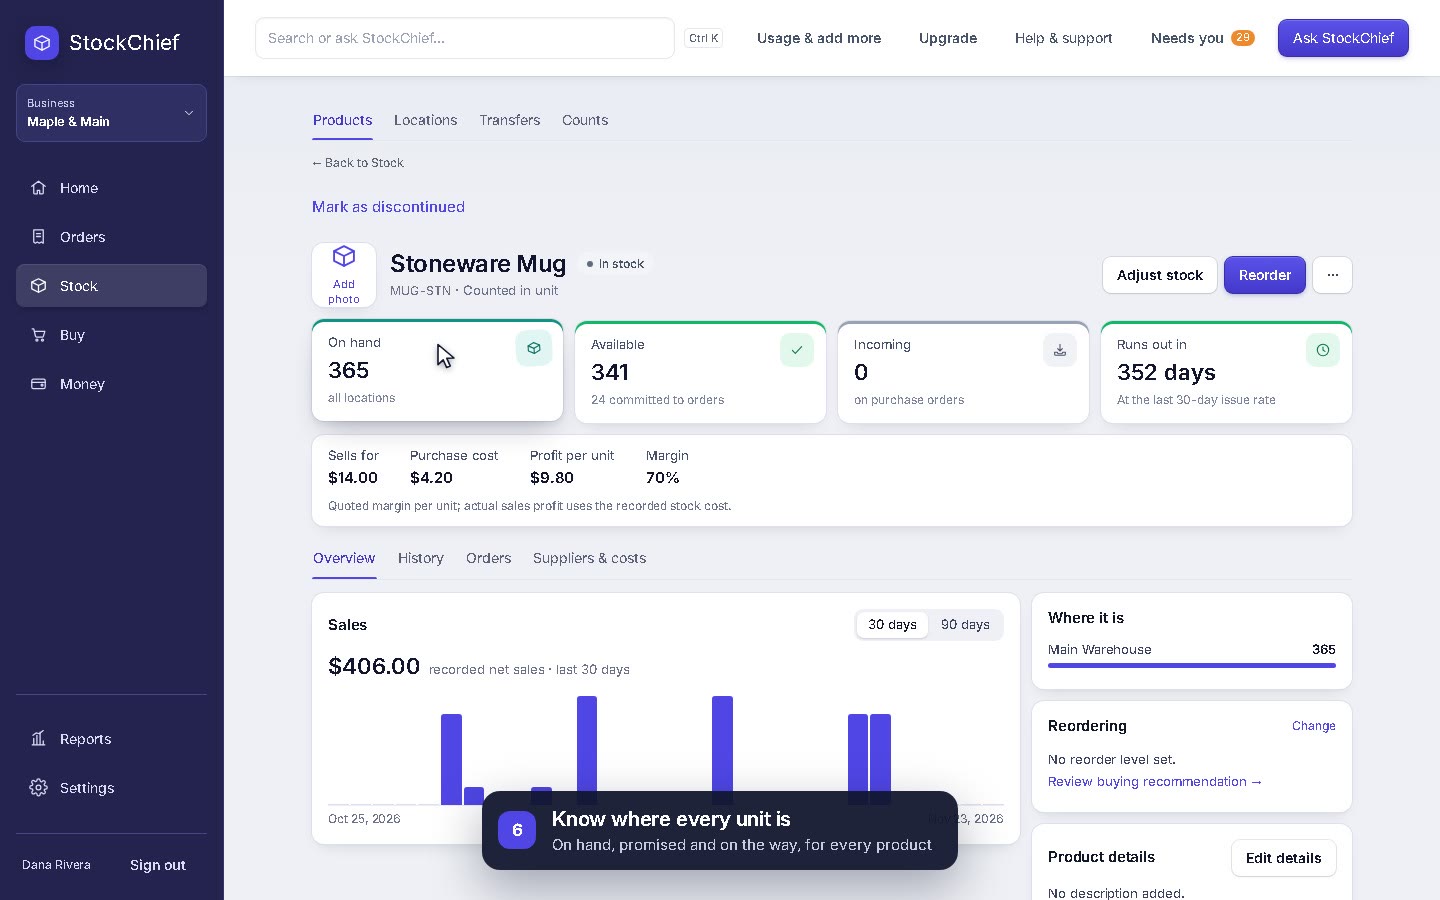 StockChief
Business
Maple & Main
Home
Orders
Stock
Buy
Money
Reports
Settings
Dana Rivera
Sign out
Search or ask StockChief...
Ctrl K
Usage & add more
Upgrade
Help & support
Needs you 29
Ask StockChief
Products
Locations
Transfers
Counts
← Back to Stock
Mark as discontinued
Add photo
Stoneware Mug
In stock
MUG-STN · Counted in unit
Adjust stock
Reorder
···
On hand
365
all locations
Available
341
24 committed to orders
Incoming
0
on purchase orders
Runs out in
352 days
At the last 30-day issue rate
Sells for
$14.00
Purchase cost
$4.20
Profit per unit
$9.80
Margin
70%
Quoted margin per unit; actual sales profit uses the recorded stock cost.
Overview
History
Orders
Suppliers & costs
Sales
30 days
90 days
$406.00 recorded net sales · last 30 days
Oct 25, 2026
Nov 23, 2026
Where it is
Main Warehouse 365
Reordering
Change
No reorder level set.
Review buying recommendation →
Product details
Edit details
No description added.
6
Know where every unit is
On hand, promised and on the way, for every product